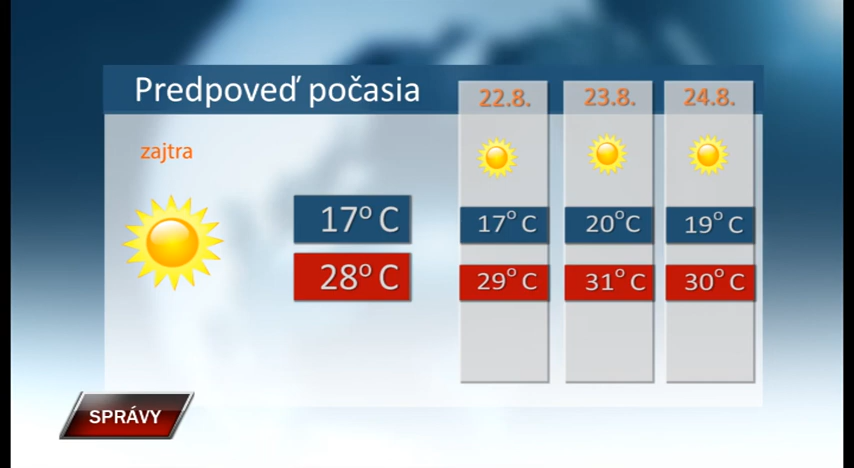 Predpoveď počasia
zajtra
17° C
28° C
22.8.
17° C
29° C
23.8.
20°C
31° C
24.8.
19° C
30° C
SPRÁVY